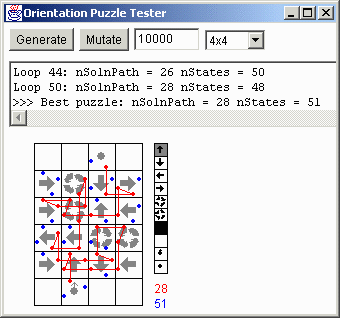 Orientation Puzzle Tester
Generate Mutate 10000 4x4
Loop 44: nSolnPath = 26 nStates = 50
Loop 50: nSolnPath = 28 nStates = 48
>>> Best puzzle: nSolnPath = 28 nStates = 51
28
51